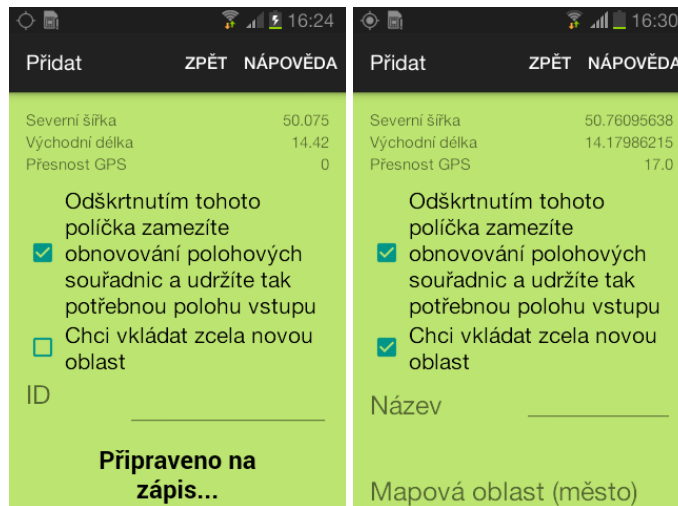 16:24
Přidat ZPĚT NÁPOVĚDA
Severní šířka 50.075
Východní délka 14.42
Přesnost GPS 0
Odškrtnutím tohoto
políčka zamezíte
obnovování polohových
souřadnic a udržíte tak
potřebnou polohu vstupu
Chci vkládat zcela novou
oblast
ID
Připraveno na
zápis...
16:30
Přidat ZPĚT NÁPOVĚDA
Severní šířka 50.76095638
Východní délka 14.17986215
Přesnost GPS 17.0
Odškrtnutím tohoto
políčka zamezíte
obnovování polohových
souřadnic a udržíte tak
potřebnou polohu vstupu
Chci vkládat zcela novou
oblast
Název
Mapová oblast (město)